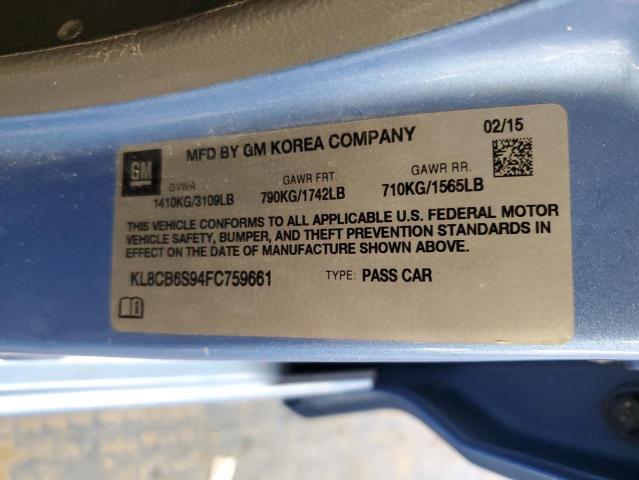 GM
MFD BY GM KOREA COMPANY
02/15
GVWR
GAWR FRT.
GAWR RR.
1410KG/3109LB
790KG/1742LB
710KG/1565LB
THIS VEHICLE CONFORMS TO ALL APPLICABLE U.S. FEDERAL MOTOR
VEHICLE SAFETY, BUMPER, AND THEFT PREVENTION STANDARDS IN
EFFECT ON THE DATE OF MANUFACTURE SHOWN ABOVE.
KL8CB6S94FC759661
TYPE: PASS CAR